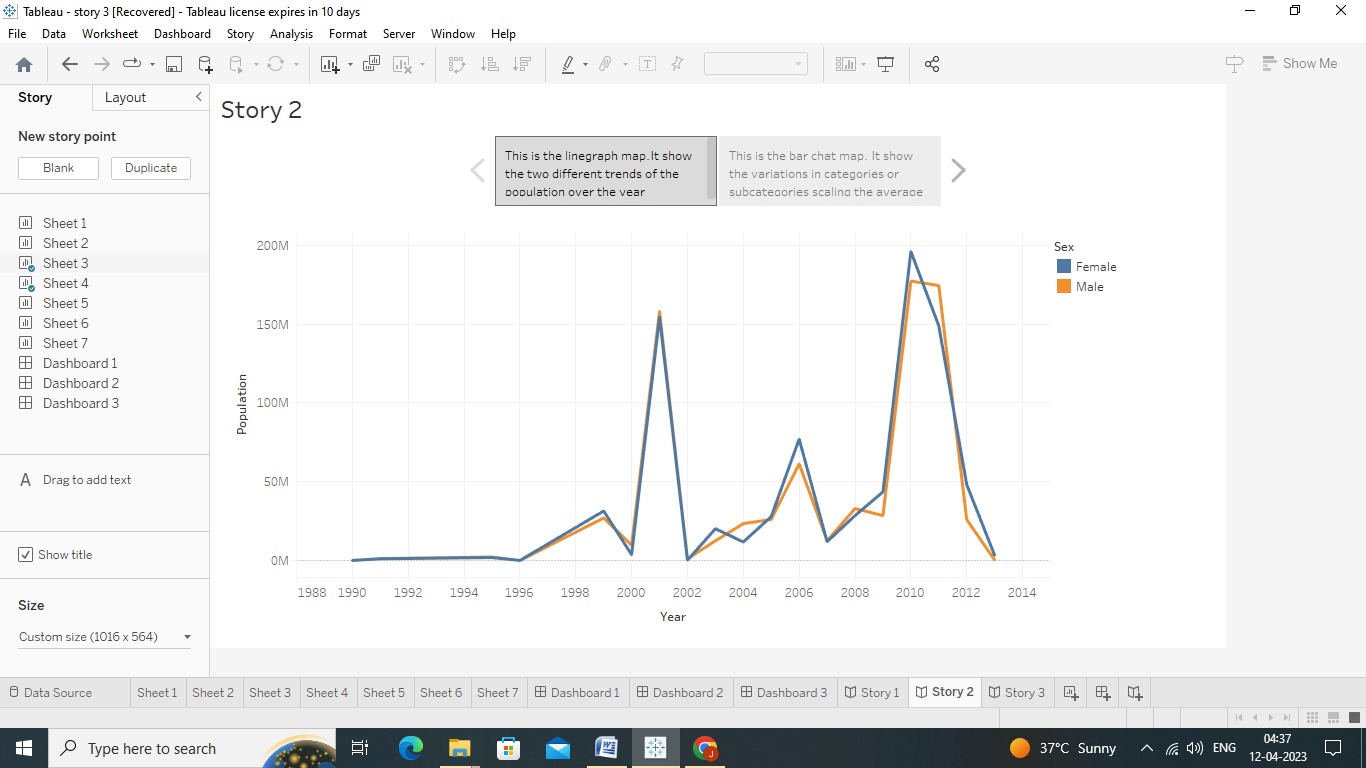 Tableau - story 3 [Recovered] - Tableau license expires in 10 days
File Data Worksheet Dashboard Story Analysis Format Server Window Help
Show Me
Story Layout
New story point
Blank Duplicate
Sheet 1
Sheet 2
Sheet 3
Sheet 4
Sheet 5
Sheet 6
Sheet 7
Dashboard 1
Dashboard 2
Dashboard 3
A Drag to add text
Show title
Size
Custom size (1016 x 564)
Story 2
This is the linegraph map.It show
the two different trends of the
population over the year
This is the bar chat map. It show
the variations in categories or
subcategories scaling the average
200M
150M
100M
50M
0M
Population
1988 1990 1992 1994 1996 1998 2000 2002 2004 2006 2008 2010 2012 2014
Year
Sex
Female
Male
Data Source Sheet 1 Sheet 2 Sheet 3 Sheet 4 Sheet 5 Sheet 6 Sheet 7 Dashboard 1 Dashboard 2 Dashboard 3 Story 1 Story 2 Story 3
Type here to search
37°C Sunny
ENG
04:37
12-04-2023